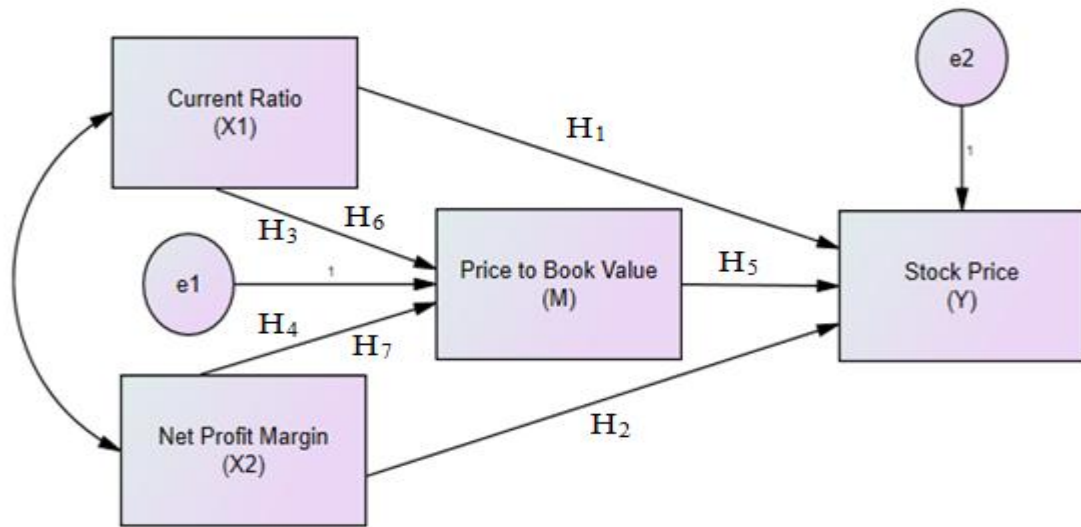 e2
Current Ratio
(X1)
H₁
1
H₆
H₃
e1
1
Price to Book Value
(M)
H₅
Stock Price
(Y)
H₄
H₇
Net Profit Margin
(X2)
H₂